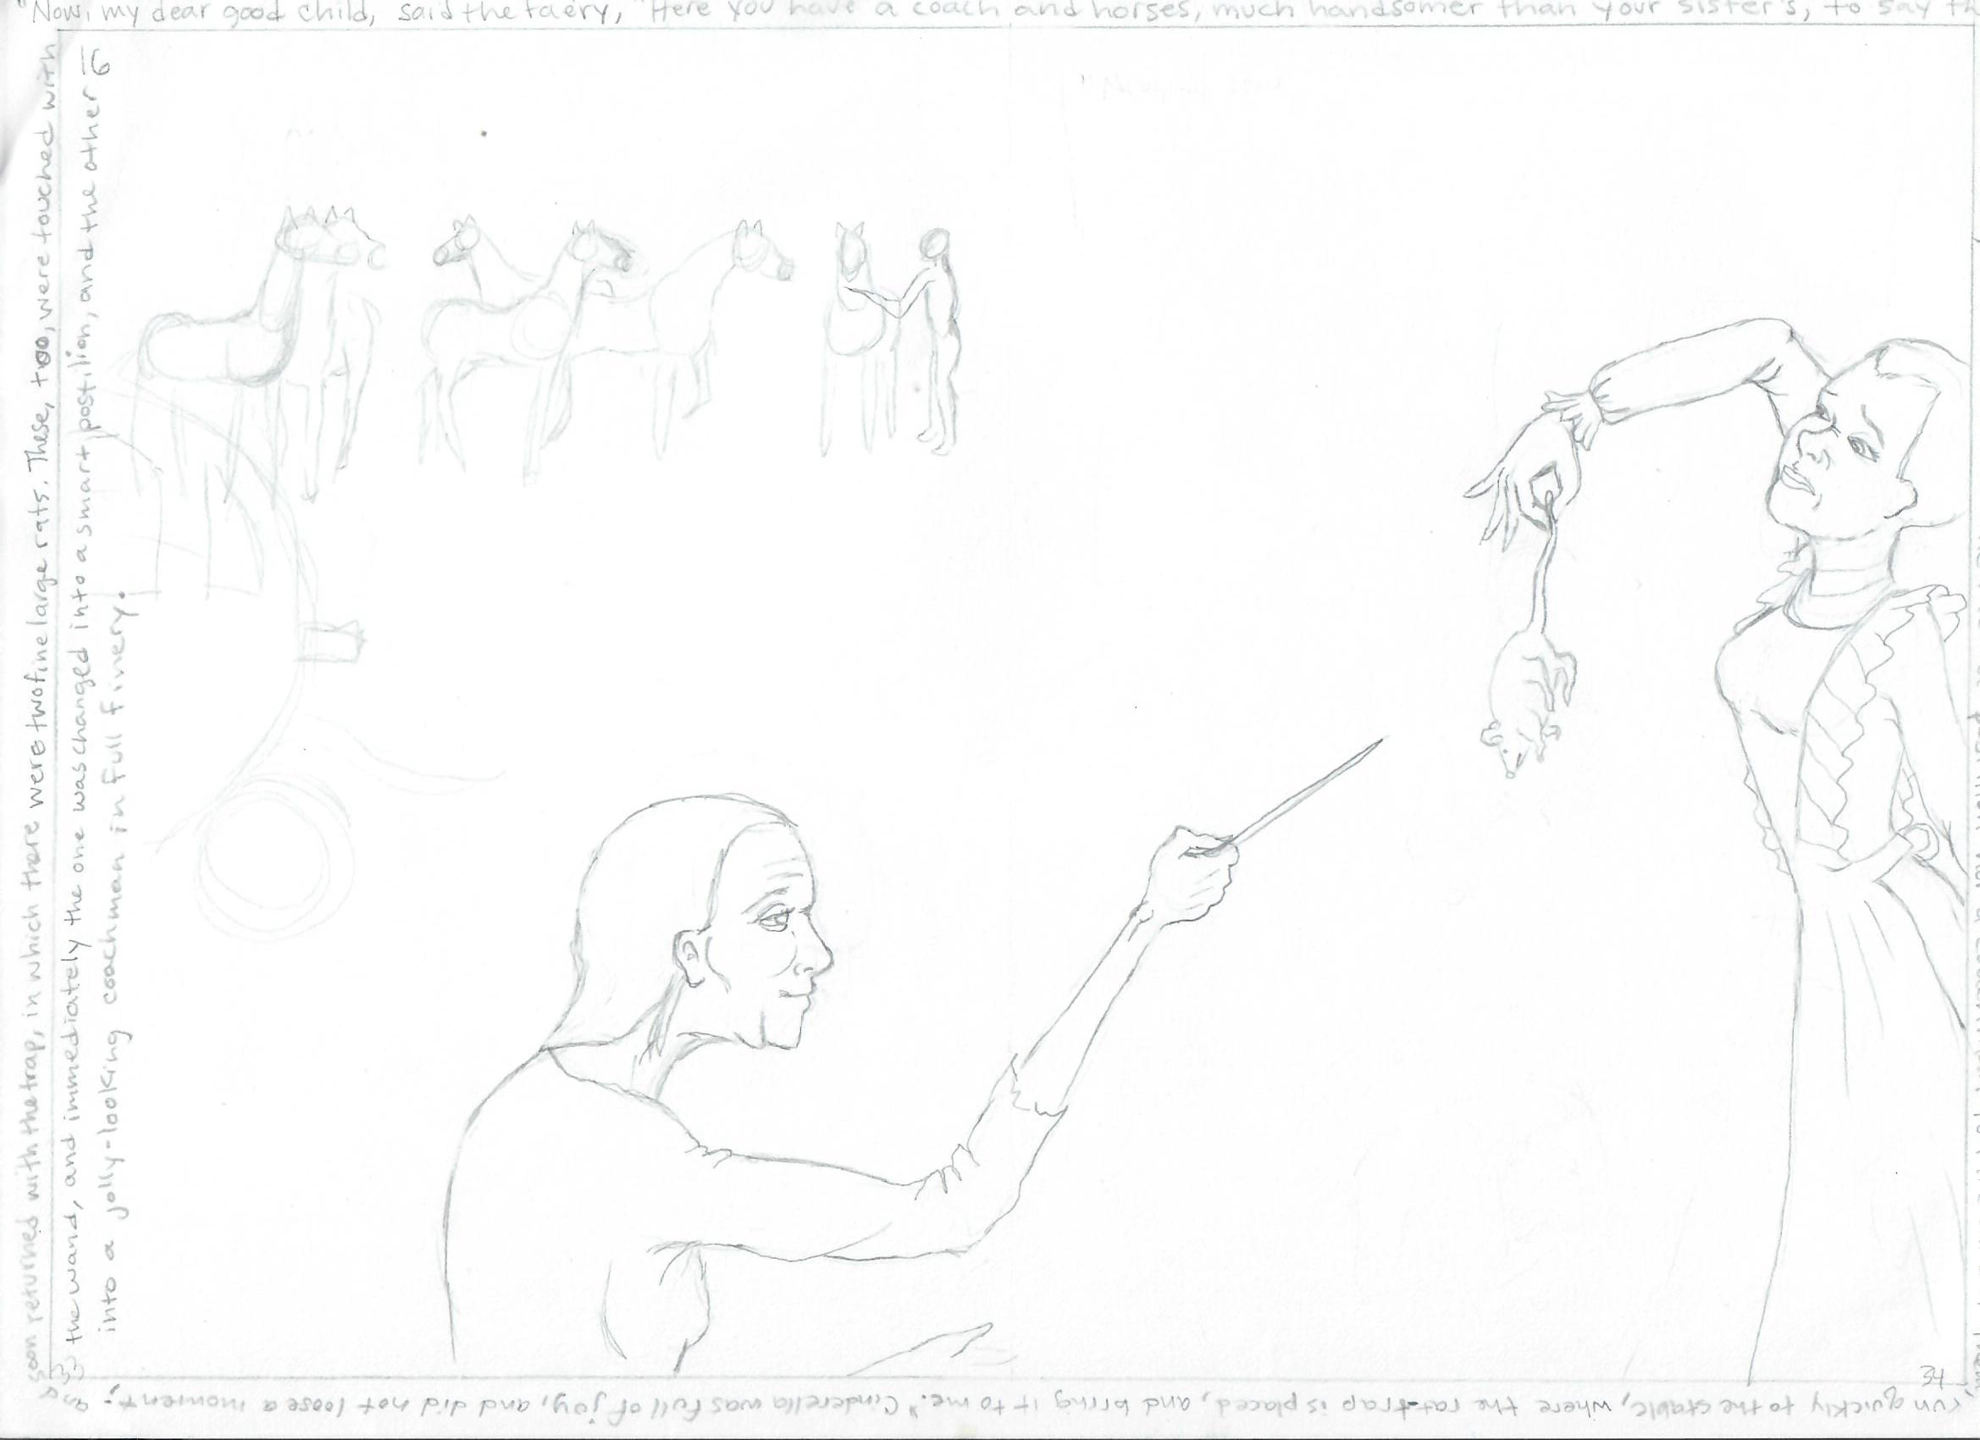 "Now, my dear good child, said the faery, "Here you have a coach and horses, much handsomer than your sister's, to say th
run quickly to the stable, where the rat-trap is placed, and bring it to me." Cinderella was full of joy, and did not loose a moment; and
soon returned with the trap, in which there were two fine large rats. These, too, were touched with
the wand, and immediately the one was changed into a smart postilion, and the other
into a jolly-looking coachman in full finery.
16
33
34